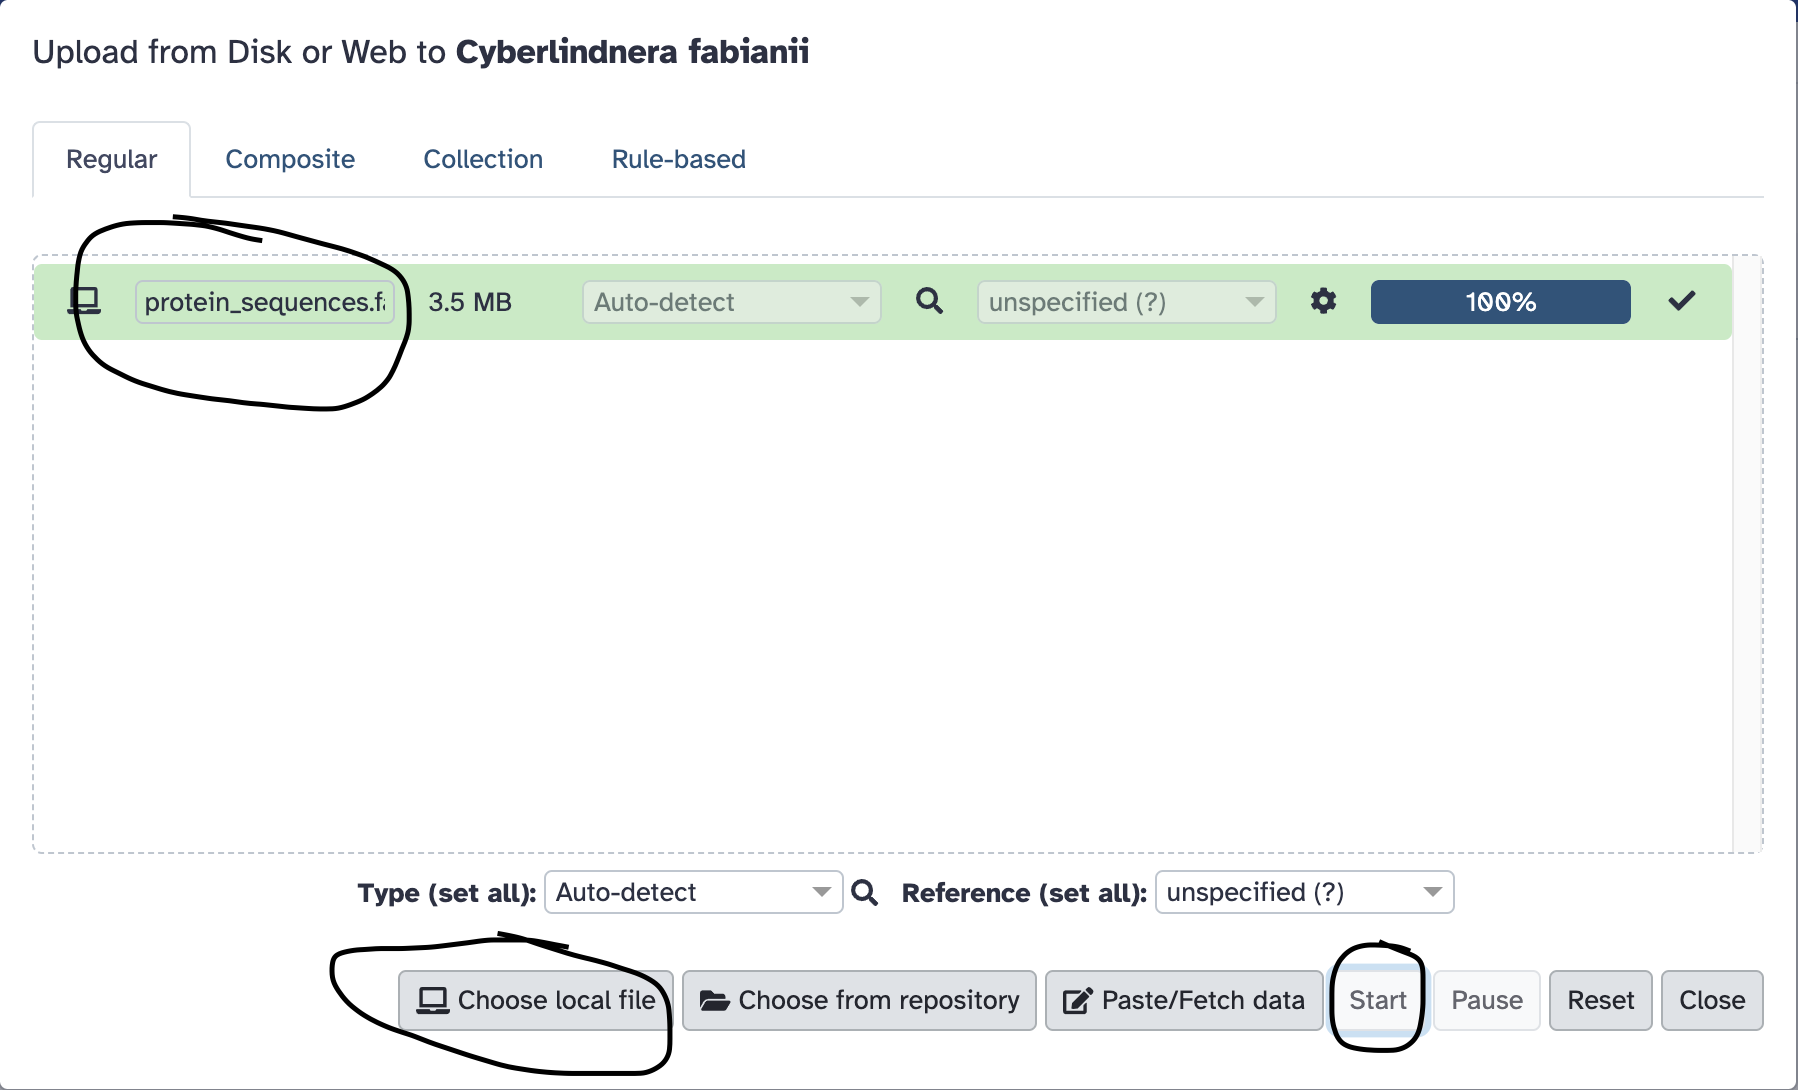 Upload from Disk or Web to Cyberlindnera fabianii
Regular Composite Collection Rule-based
protein_sequences.f 3.5 MB Auto-detect unspecified (?) 100%
Type (set all): Auto-detect Reference (set all): unspecified (?)
Choose local file Choose from repository Paste/Fetch data Start Pause Reset Close